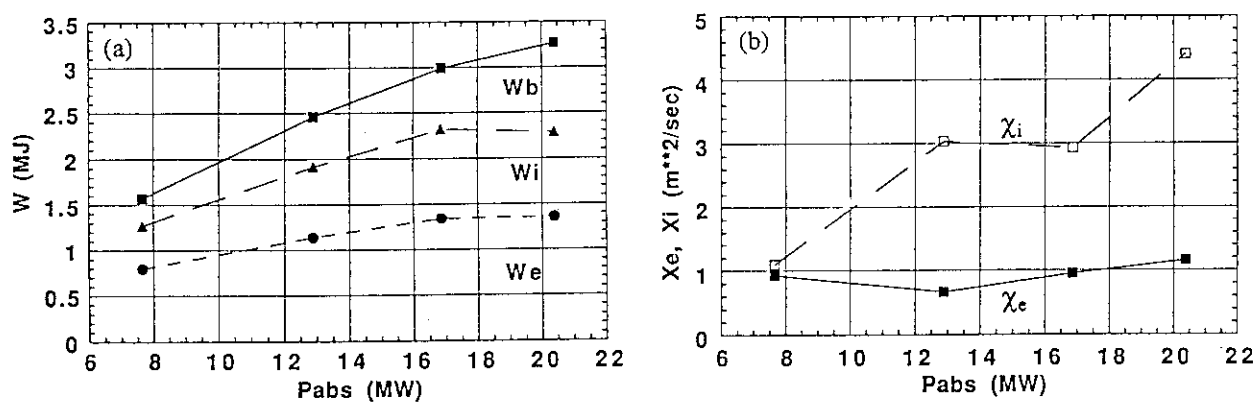 (a)
W (MJ)
3.5
3
2.5
2
1.5
1
0.5
0
Wb
Wi
We
6 8 10 12 14 16 18 20 22
Pabs (MW)
(b)
Xe, Xi (m**2/sec)
5
4
3
2
1
0
χi
χe
6 8 10 12 14 16 18 20 22
Pabs (MW)